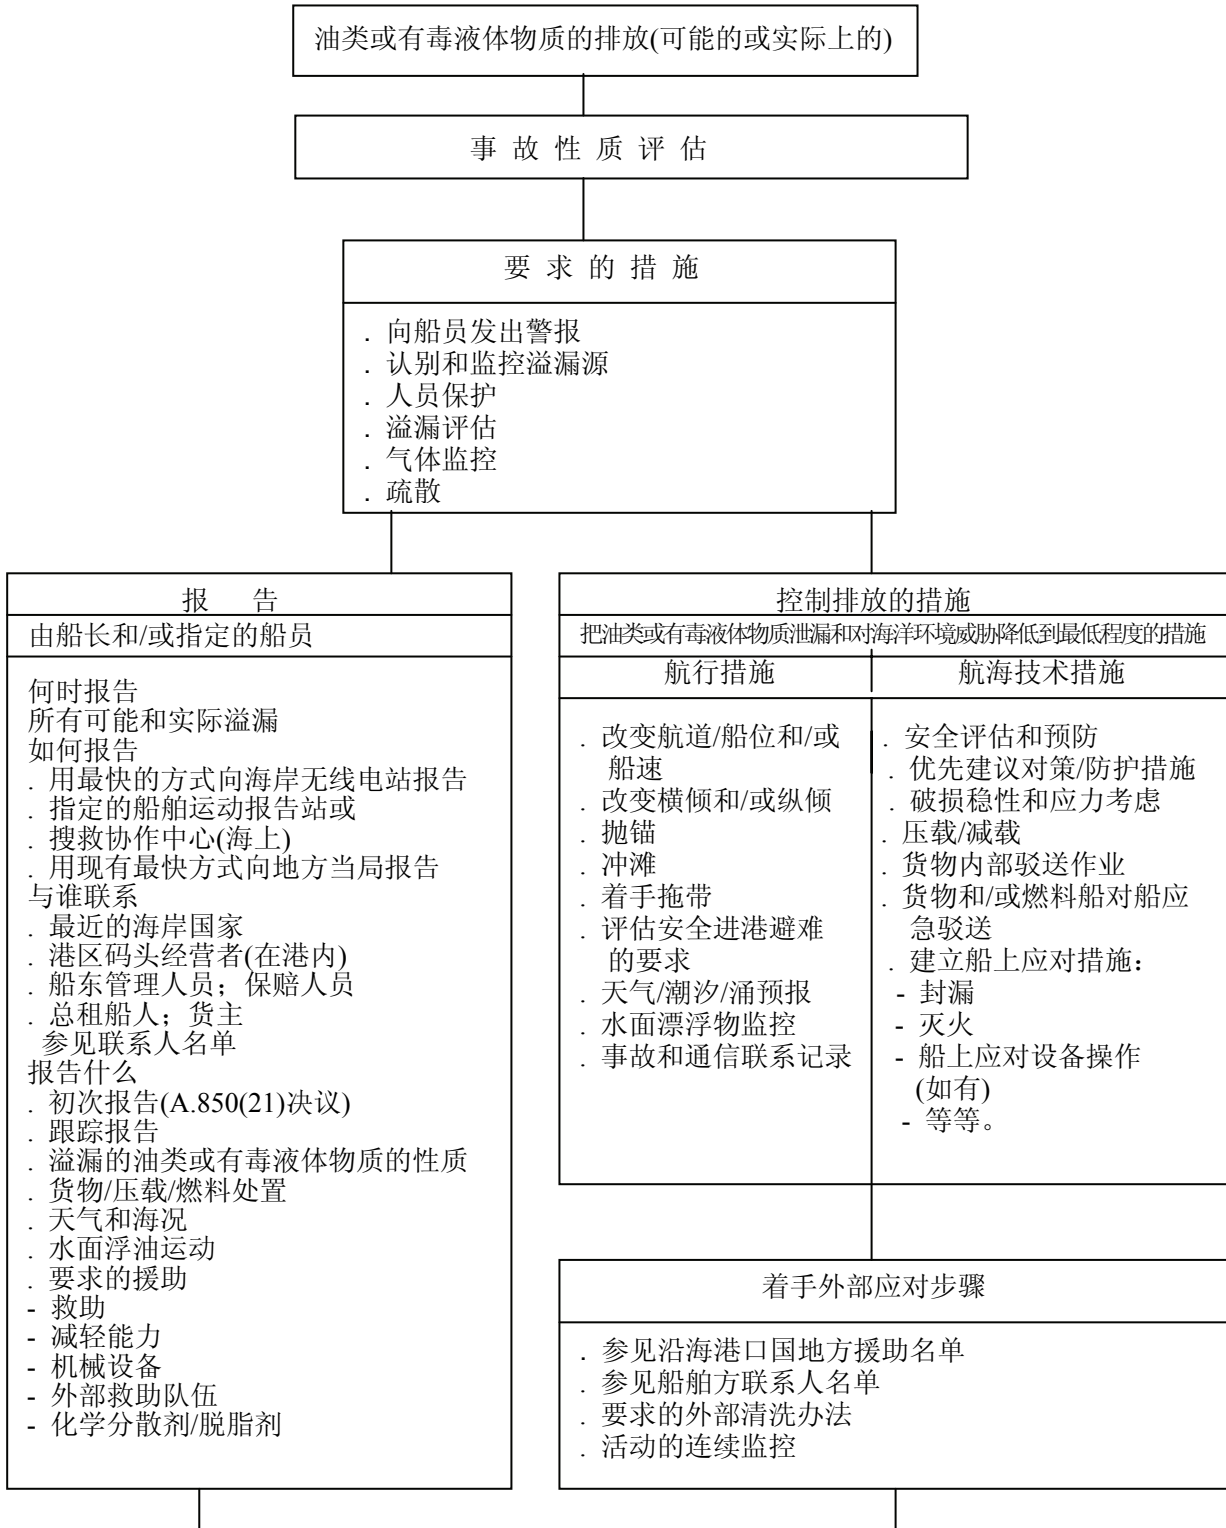 油类或有毒液体物质的排放(可能的或实际上的)
事 故 性 质 评 估
要 求 的 措 施
. 向船员发出警报
. 认别和监控溢漏源
. 人员保护
. 溢漏评估
. 气体监控
. 疏散
报 告
由船长和/或指定的船员
何时报告
所有可能和实际溢漏
如何报告
. 用最快的方式向海岸无线电站报告
. 指定的船舶运动报告站或
. 搜救协作中心(海上)
. 用现有最快方式向地方当局报告
与谁联系
. 最近的海岸国家
. 港区码头经营者(在港内)
. 船东管理人员；保赔人员
. 总租船人；货主
参见联系人名单
报告什么
. 初次报告(A.850(21)决议)
. 跟踪报告
. 溢漏的油类或有毒液体物质的性质
. 货物/压载/燃料处置
. 天气和海况
. 水面浮油运动
. 要求的援助
- 救助
- 减轻能力
- 机械设备
- 外部救助队伍
- 化学分散剂/脱脂剂
控制排放的措施
把油类或有毒液体物质泄漏和对海洋环境威胁降低到最低程度的措施
航行措施
. 改变航道/船位和/或
船速
. 改变横倾和/或纵倾
. 抛锚
. 冲滩
. 着手拖带
. 评估安全进港避难
的要求
. 天气/潮汐/涌预报
. 水面漂浮物监控
. 事故和通信联系记录
航海技术措施
. 安全评估和预防
. 优先建议对策/防护措施
. 破损稳性和应力考虑
. 压载/减载
. 货物内部驳送作业
. 货物和/或燃料船对船应
急驳送
. 建立船上应对措施：
- 封漏
- 灭火
- 船上应对设备操作
(如有)
- 等等。
着手外部应对步骤
. 参见沿海港口国地方援助名单
. 参见船舶方联系人名单
. 要求的外部清洗办法
. 活动的连续监控